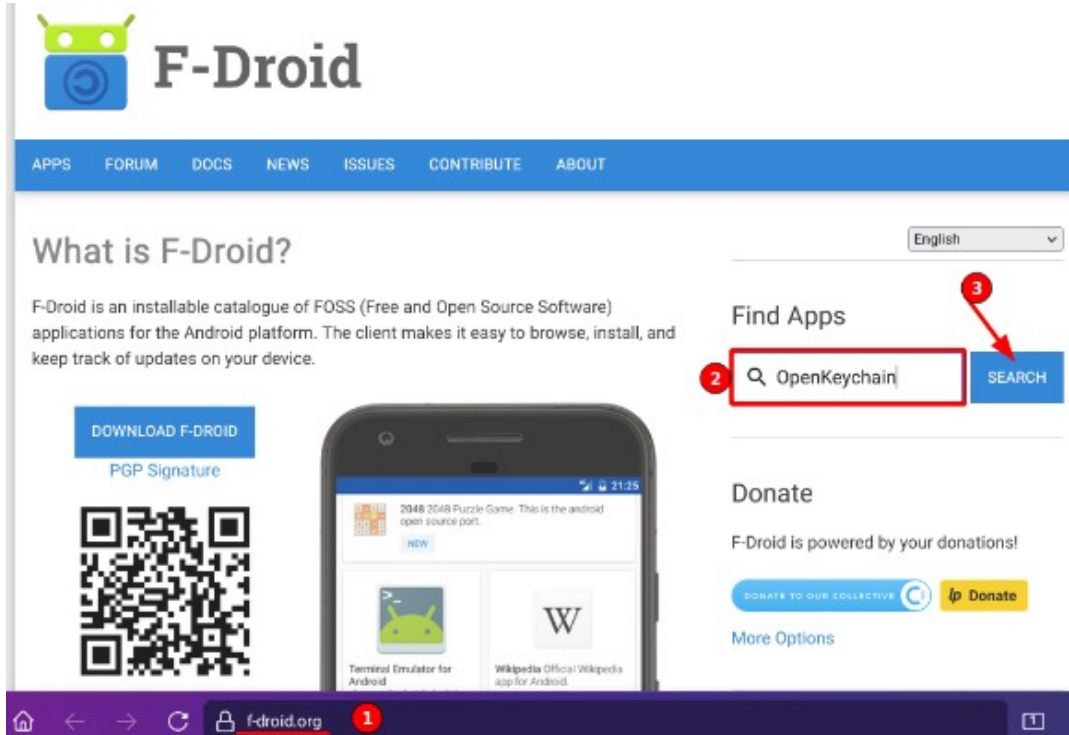 F-Droid
APPS FORUM DOCS NEWS ISSUES CONTRIBUTE ABOUT
What is F-Droid?
F-Droid is an installable catalogue of FOSS (Free and Open Source Software)
applications for the Android platform. The client makes it easy to browse, install, and
keep track of updates on your device.
DOWNLOAD F-DROID
PGP Signature
21:25
2048 2048 Puzzle Game. This is the android
open source port.
NEW
>_
W
Terminal Emulator for
Android
Wikipedia Official Wikipedia
app for Android.
English
3
Find Apps
2
OpenKeychain
SEARCH
Donate
F-Droid is powered by your donations!
DONATE TO OUR COLLECTIVE
lp Donate
More Options
f-droid.org
1
1